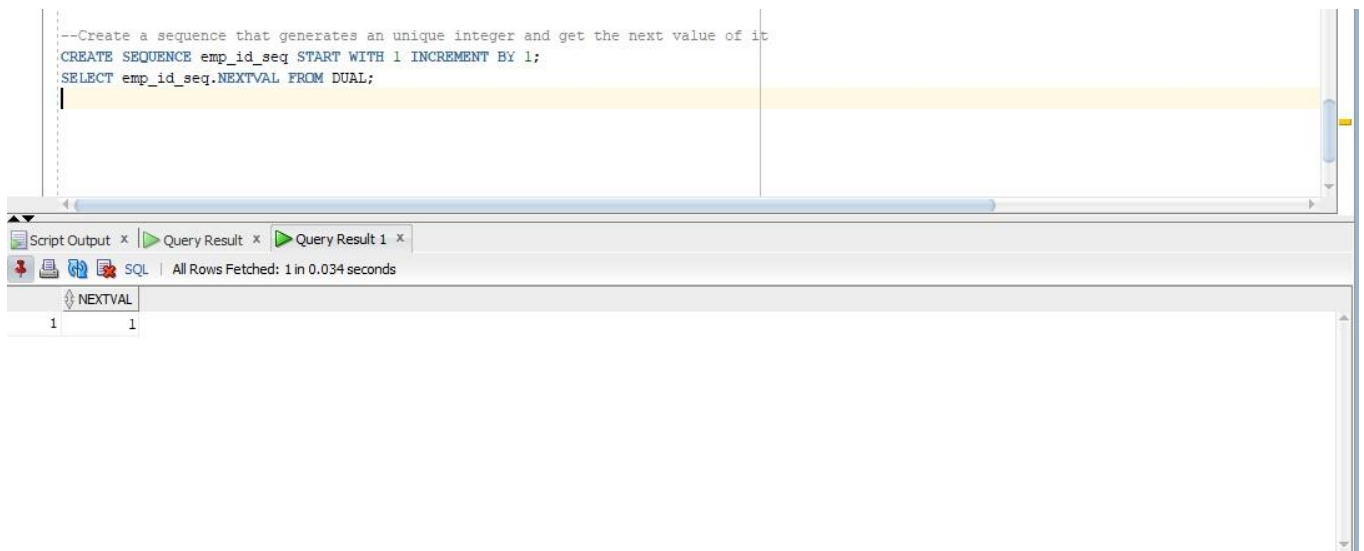 --Create a sequence that generates an unique integer and get the next value of it
CREATE SEQUENCE emp_id_seq START WITH 1 INCREMENT BY 1;
SELECT emp_id_seq.NEXTVAL FROM DUAL;
Script Output x Query Result x Query Result 1 x
SQL | All Rows Fetched: 1 in 0.034 seconds
NEXTVAL
1 1